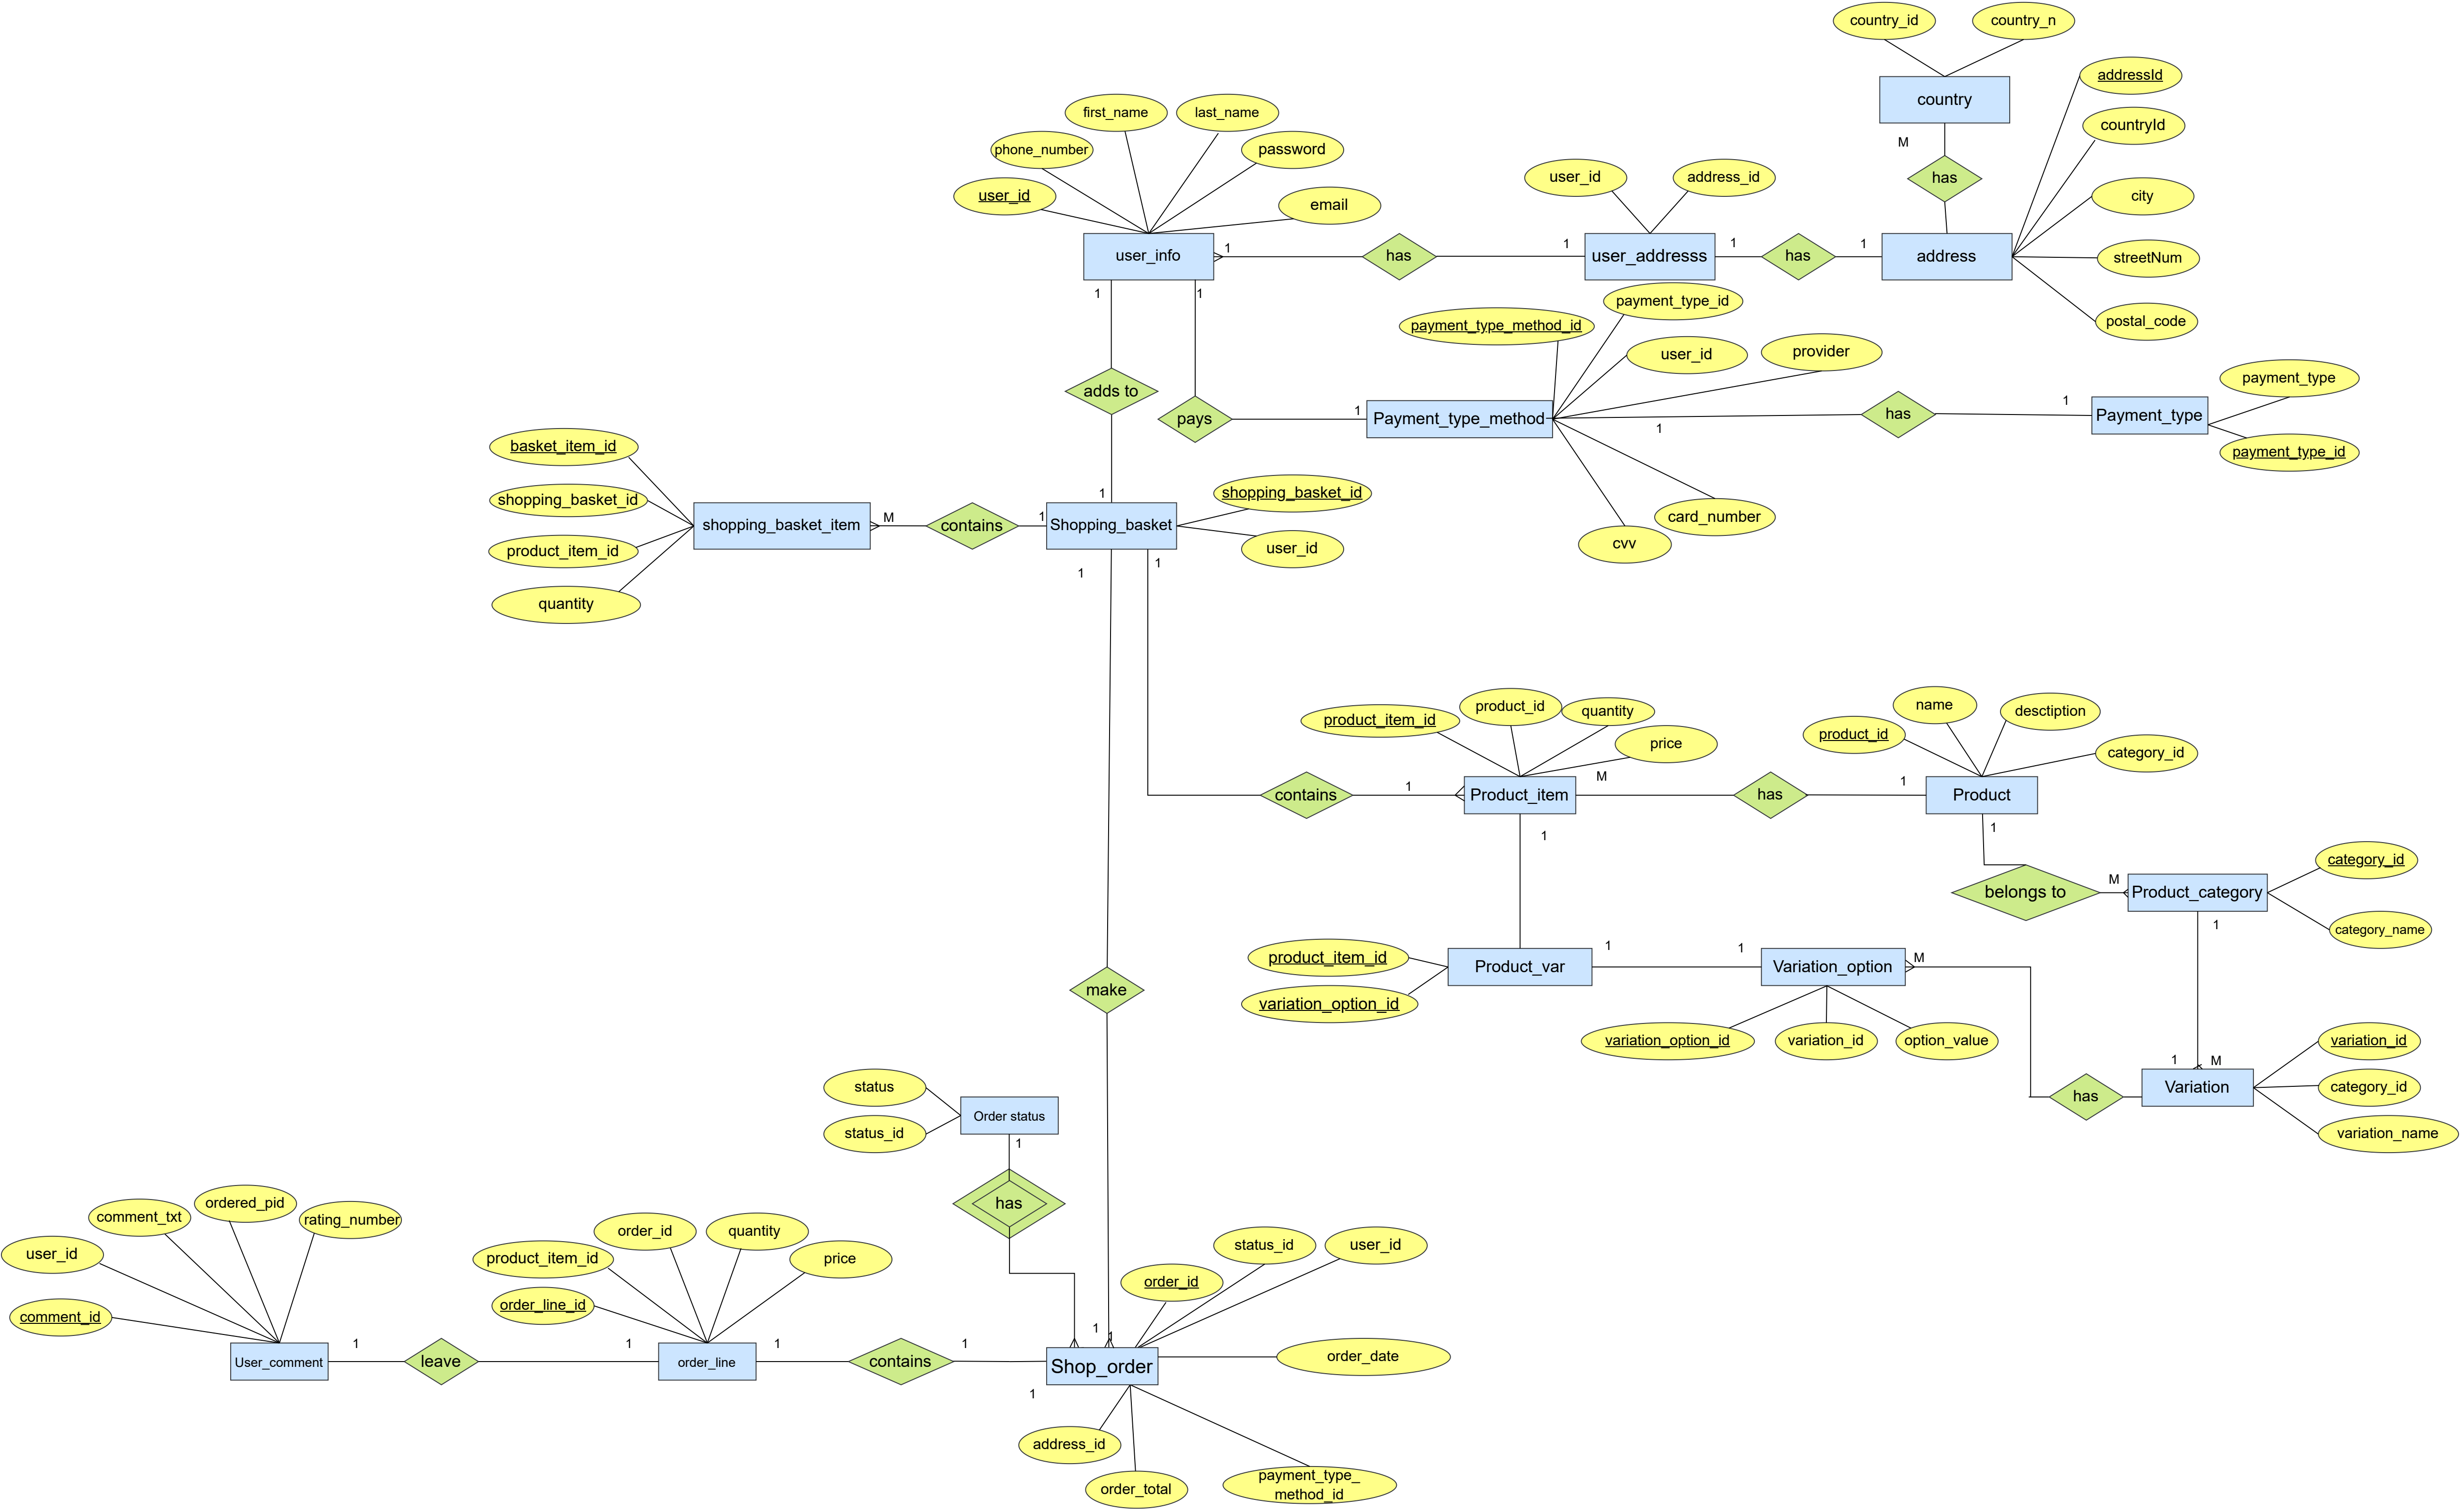 country_id
country_n
addressId
country
countryId
first_name
last_name
M
phone_number
password
has
user_id
address_id
user_id
email
city
user_info
1
has
1
user_addresss
1
has
1
address
streetNum
1
1
payment_type_id
payment_type_method_id
postal_code
user_id
provider
payment_type
adds to
pays
1
Payment_type_method
1
has
1
Payment_type
payment_type_id
basket_item_id
shopping_basket_id
shopping_basket_item
M
contains
1
1
Shopping_basket
shopping_basket_id
user_id
card_number
cvv
product_item_id
quantity
1
1
product_item_id
product_id
quantity
price
product_id
name
desctiption
category_id
contains
1
Product_item
M
has
1
Product
1
1
belongs to
M
Product_category
category_id
category_name
1
product_item_id
variation_option_id
Product_var
1
1
Variation_option
M
make
variation_option_id
variation_id
option_value
1
M
has
Variation
variation_id
category_id
variation_name
status
status_id
Order status
1
has
comment_txt
ordered_pid
rating_number
user_id
comment_id
product_item_id
order_id
quantity
price
order_line_id
order_id
status_id
user_id
User_comment
1
leave
1
order_line
1
contains
1
1
1
Shop_order
1
order_date
address_id
order_total
payment_type_
method_id